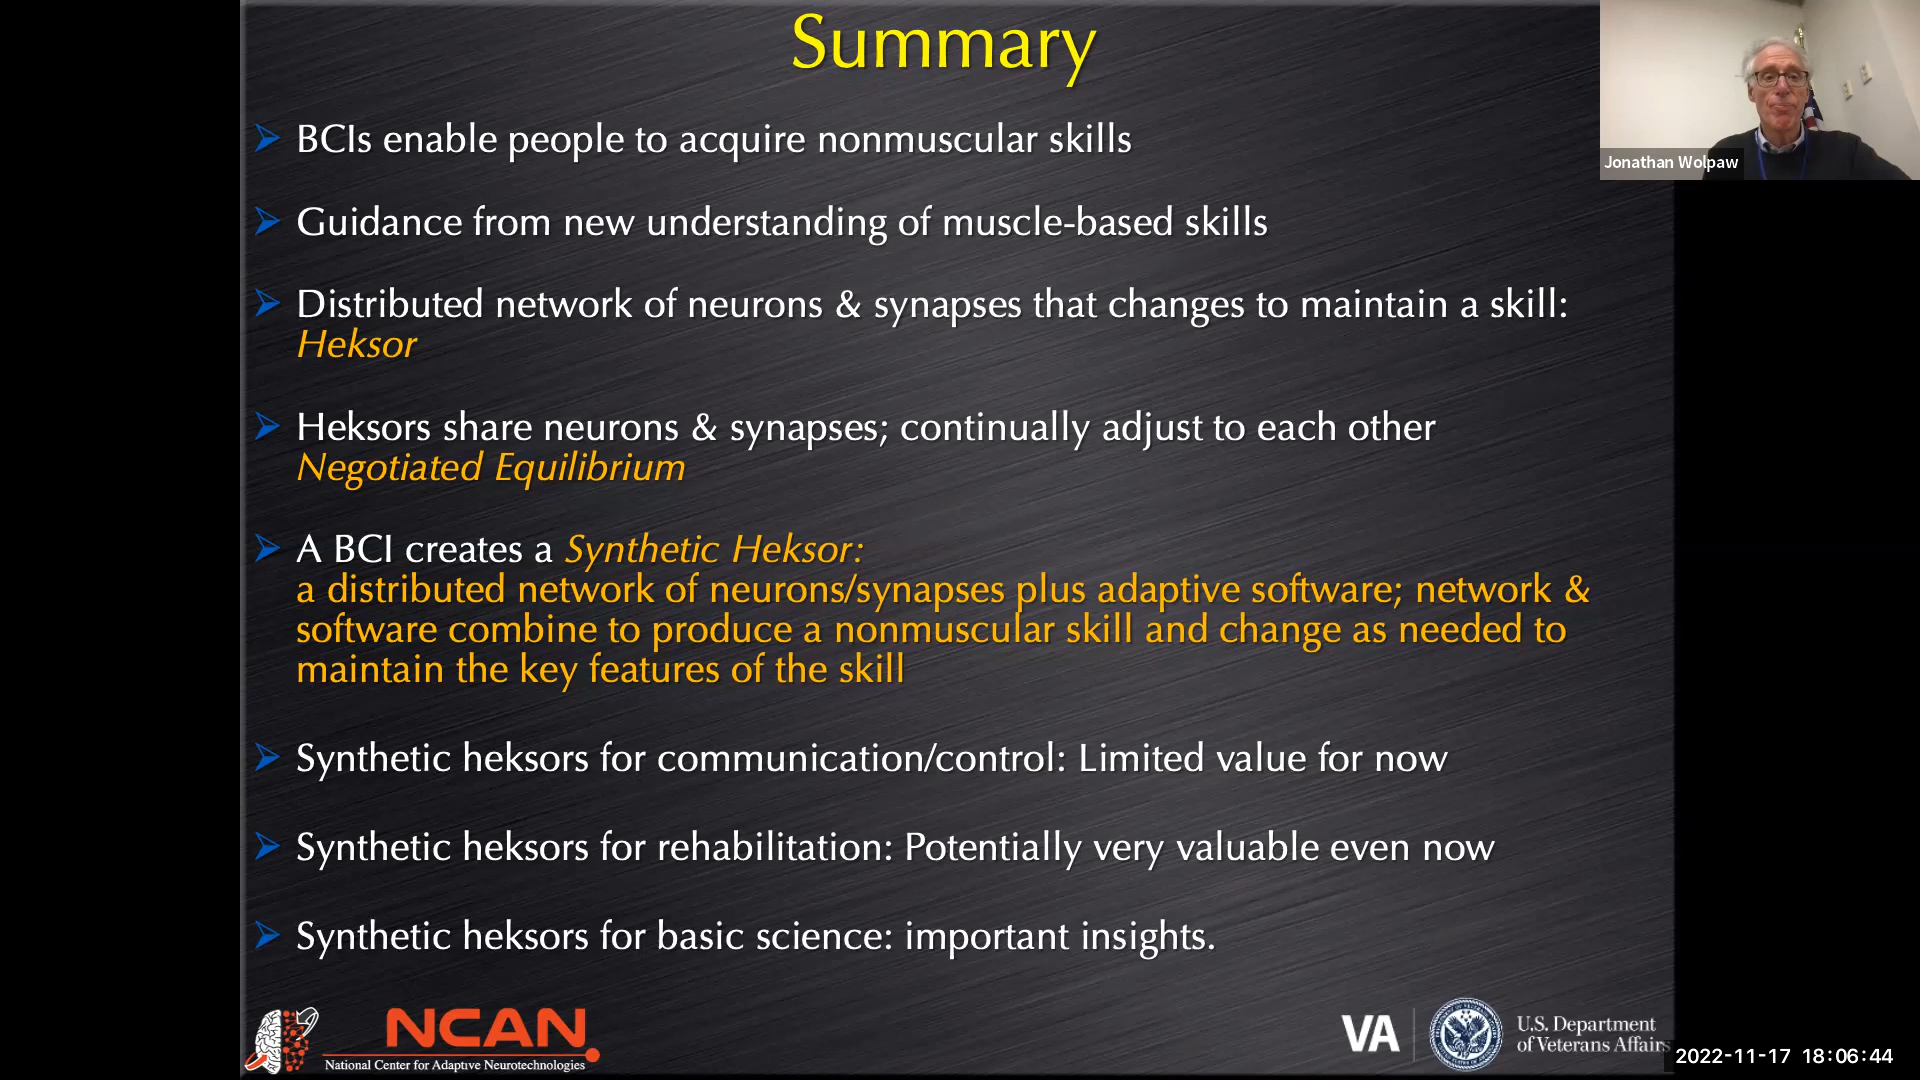 Summary
Jonathan Wolpaw
BCIs enable people to acquire nonmuscular skills
Guidance from new understanding of muscle-based skills
Distributed network of neurons & synapses that changes to maintain a skill:
Heksor
Heksors share neurons & synapses; continually adjust to each other
Negotiated Equilibrium
A BCI creates a Synthetic Heksor:
a distributed network of neurons/synapses plus adaptive software; network &
software combine to produce a nonmuscular skill and change as needed to
maintain the key features of the skill
Synthetic heksors for communication/control: Limited value for now
Synthetic heksors for rehabilitation: Potentially very valuable even now
Synthetic heksors for basic science: important insights.
NCAN
National Center for Adaptive Neurotechnologies
VA
U.S. Department
of Veterans Affairs
2022-11-17 18:06:44